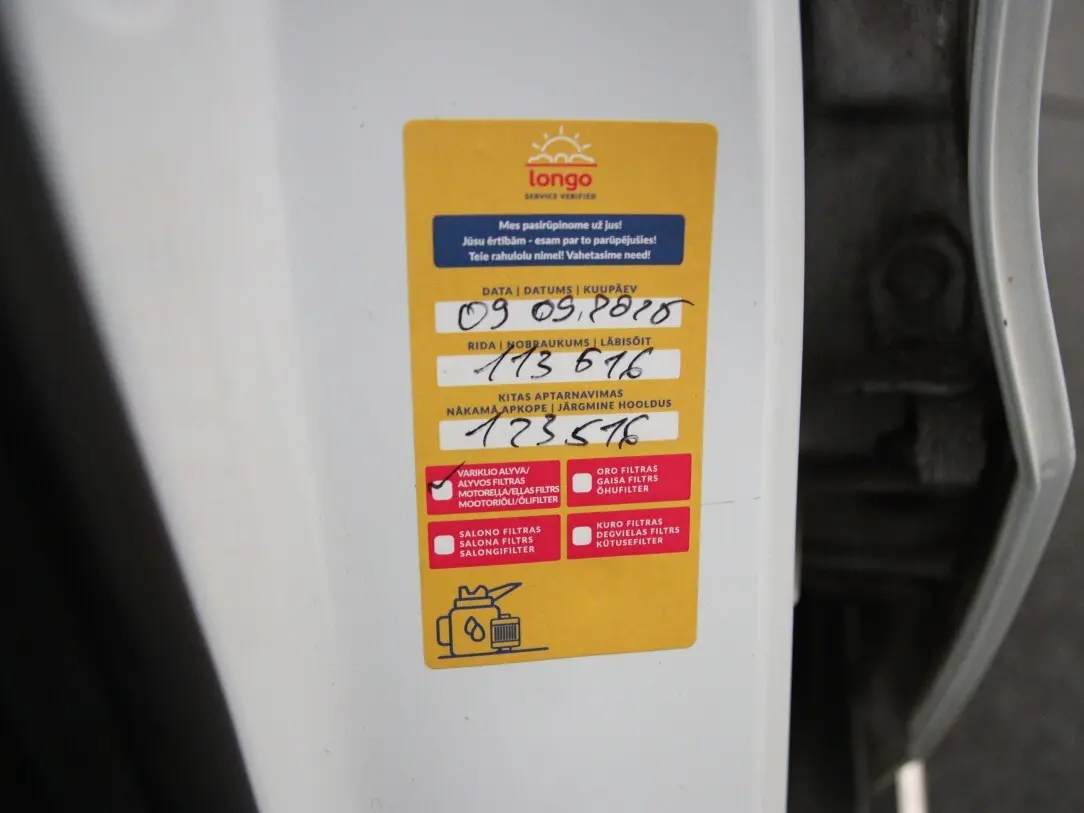 longo
SERVICE VERIFIED
Mes pasirūpinome už jus!
Jūsu ērtībām - esam par to parūpējušies!
Teie rahulolu nimel! Vahetasime need!
DATA | DATUMS | KUUPÄEV
09 09.2025
RIDA | NOBRAUKUMS | LÄBISÕIT
113 616
KITAS APTARNAVIMAS
NĀKAMĀ APKOPE | JÄRGMINE HOOLDUS
123 516
VARIKLIO ALYVA/
ALYVOS FILTRAS
MOTOREĻĻA/EĻĻAS FILTRS
MOOTORIÕLI/ÕLIFILTER
ORO FILTRAS
GAISA FILTRS
ÕHUFILTER
SALONO FILTRAS
SALONA FILTRS
SALONGIFILTER
KURO FILTRAS
DEGVIELAS FILTRS
KÜTUSEFILTER